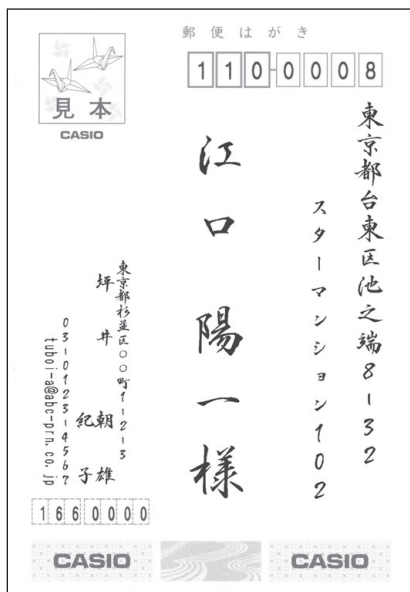 郵便はがき
110-0008
見本
CASIO
東京都台東区池之端8-32
スターマンション102
江口 陽一様
東京都杉並区○○町1-2-3
坪井 朝雄
紀子
03-0123-4567
tuboi-a@abc-prn.co.jp
1660000
CASIO
CASIO